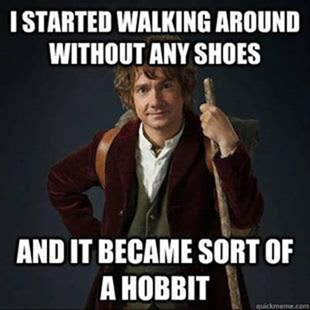 I STARTED WALKING AROUND
WITHOUT ANY SHOES
AND IT BECAME SORT OF
A HOBBIT
quickmeme.com